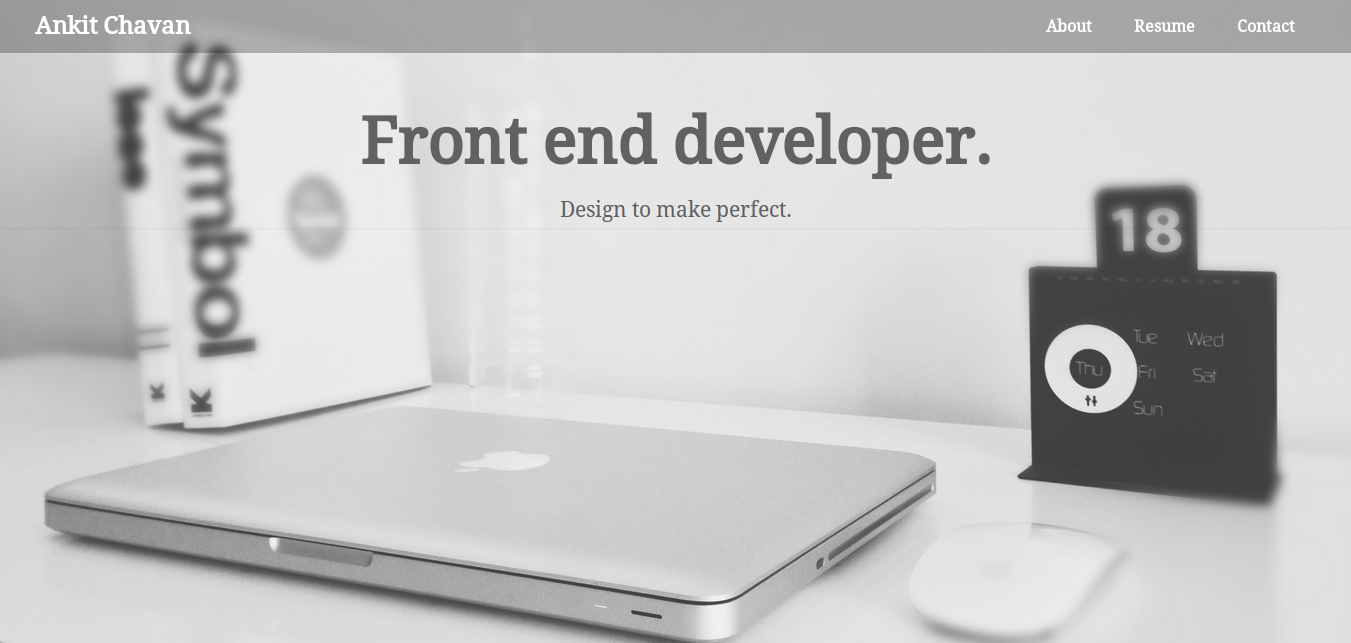 Ankit Chavan
About
Resume
Contact
Front end developer.
Design to make perfect.
Symbol
K
K
18
Tue Wed
Thu Fri Sat
Sun